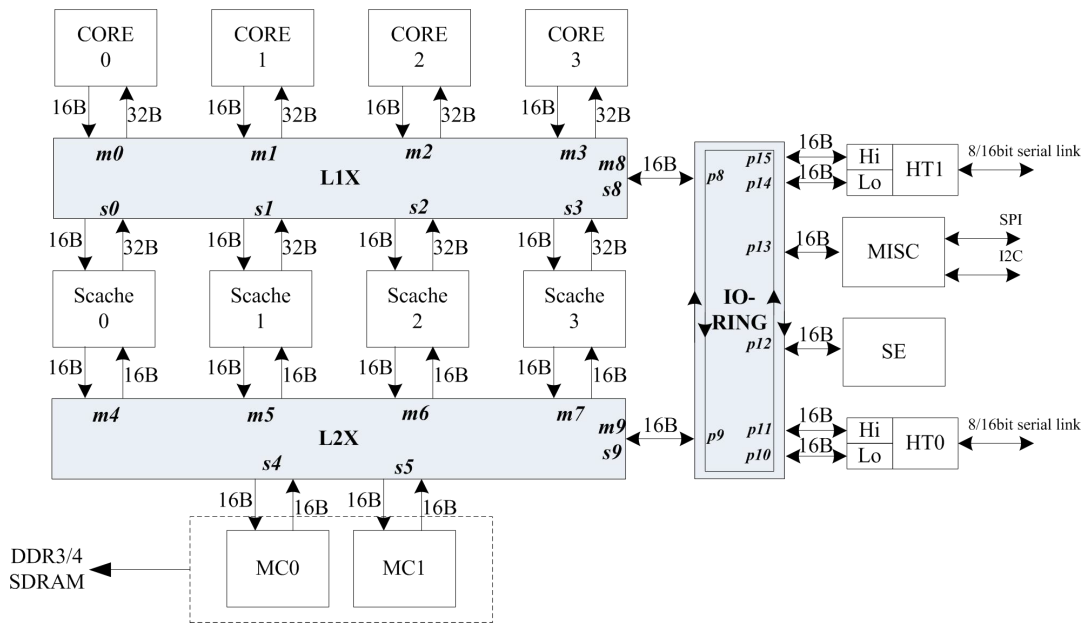 CORE
0
CORE
1
CORE
2
CORE
3
16B
32B
16B
32B
16B
32B
16B
32B
m0
m1
m2
m3
m8
L1X
s8
s0
s1
s2
s3
16B
16B
32B
16B
32B
16B
32B
16B
32B
Scache
0
Scache
1
Scache
2
Scache
3
16B
16B
16B
16B
16B
16B
16B
16B
m4
m5
m6
m7
m9
L2X
s9
s4
s5
16B
16B
16B
16B
16B
MC0
MC1
DDR3/4
SDRAM
p8
p15
p14
p13
IO-
RING
p12
p9
p11
p10
16B
16B
Hi
Lo
HT1
8/16bit serial link
16B
MISC
SPI
I2C
16B
SE
16B
16B
Hi
Lo
HT0
8/16bit serial link